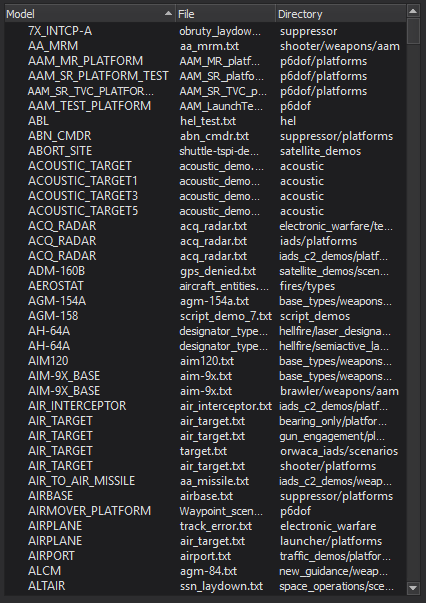 Model File Directory
7X_INTCP-A obruty_laydow... suppressor
AA_MRM aa_mrm.txt shooter/weapons/aam
AAM_MR_PLATFORM AAM_MR_platf... p6dof/platforms
AAM_SR_PLATFORM_TEST AAM_SR_platfo... p6dof/platforms
AAM_SR_TVC_PLATFOR... AAM_SR_TVC_p... p6dof/platforms
AAM_TEST_PLATFORM AAM_LaunchTe... p6dof
ABL hel_test.txt hel
ABN_CMDR abn_cmdr.txt suppressor/platforms
ABORT_SITE shuttle-tspi-de... satellite_demos
ACOUSTIC_TARGET acoustic_demo.... acoustic
ACOUSTIC_TARGET1 acoustic_demo... acoustic
ACOUSTIC_TARGET3 acoustic_demo... acoustic
ACOUSTIC_TARGET5 acoustic_demo... acoustic
ACQ_RADAR acq_radar.txt electronic_warfare/te...
ACQ_RADAR acq_radar.txt iads/platforms
ACQ_RADAR acq_radar.txt iads_c2_demos/platf...
ADM-160B gps_denied.txt satellite_demos/scen...
AEROSTAT aircraft_entities.... fires/types
AGM-154A agm-154a.txt base_types/weapons...
AGM-158 script_demo_7.txt script_demos
AH-64A designator_type... hellfire/laser_designa...
AH-64A designator_type... hellfire/semiactive_la...
AIM120 aim120.txt base_types/weapons...
AIM-9X_BASE aim-9x.txt base_types/weapons...
AIM-9X_BASE aim-9x.txt brawler/weapons/aam
AIR_INTERCEPTOR air_interceptor.txt iads_c2_demos/platf...
AIR_TARGET air_target.txt bearing_only/platfor...
AIR_TARGET air_target.txt gun_engagement/pl...
AIR_TARGET target.txt orwaca_iads/scenarios
AIR_TARGET air_target.txt shooter/platforms
AIR_TO_AIR_MISSILE aa_missile.txt iads_c2_demos/weap...
AIRBASE airbase.txt suppressor/platforms
AIRMOVER_PLATFORM Waypoint_scen... p6dof
AIRPLANE track_error.txt electronic_warfare
AIRPLANE air_target.txt launcher/platforms
AIRPORT airport.txt traffic_demos/platfor...
ALCM agm-84.txt new_guidance/weap...
ALTAIR ssn_laydown.txt space_operations/sce...